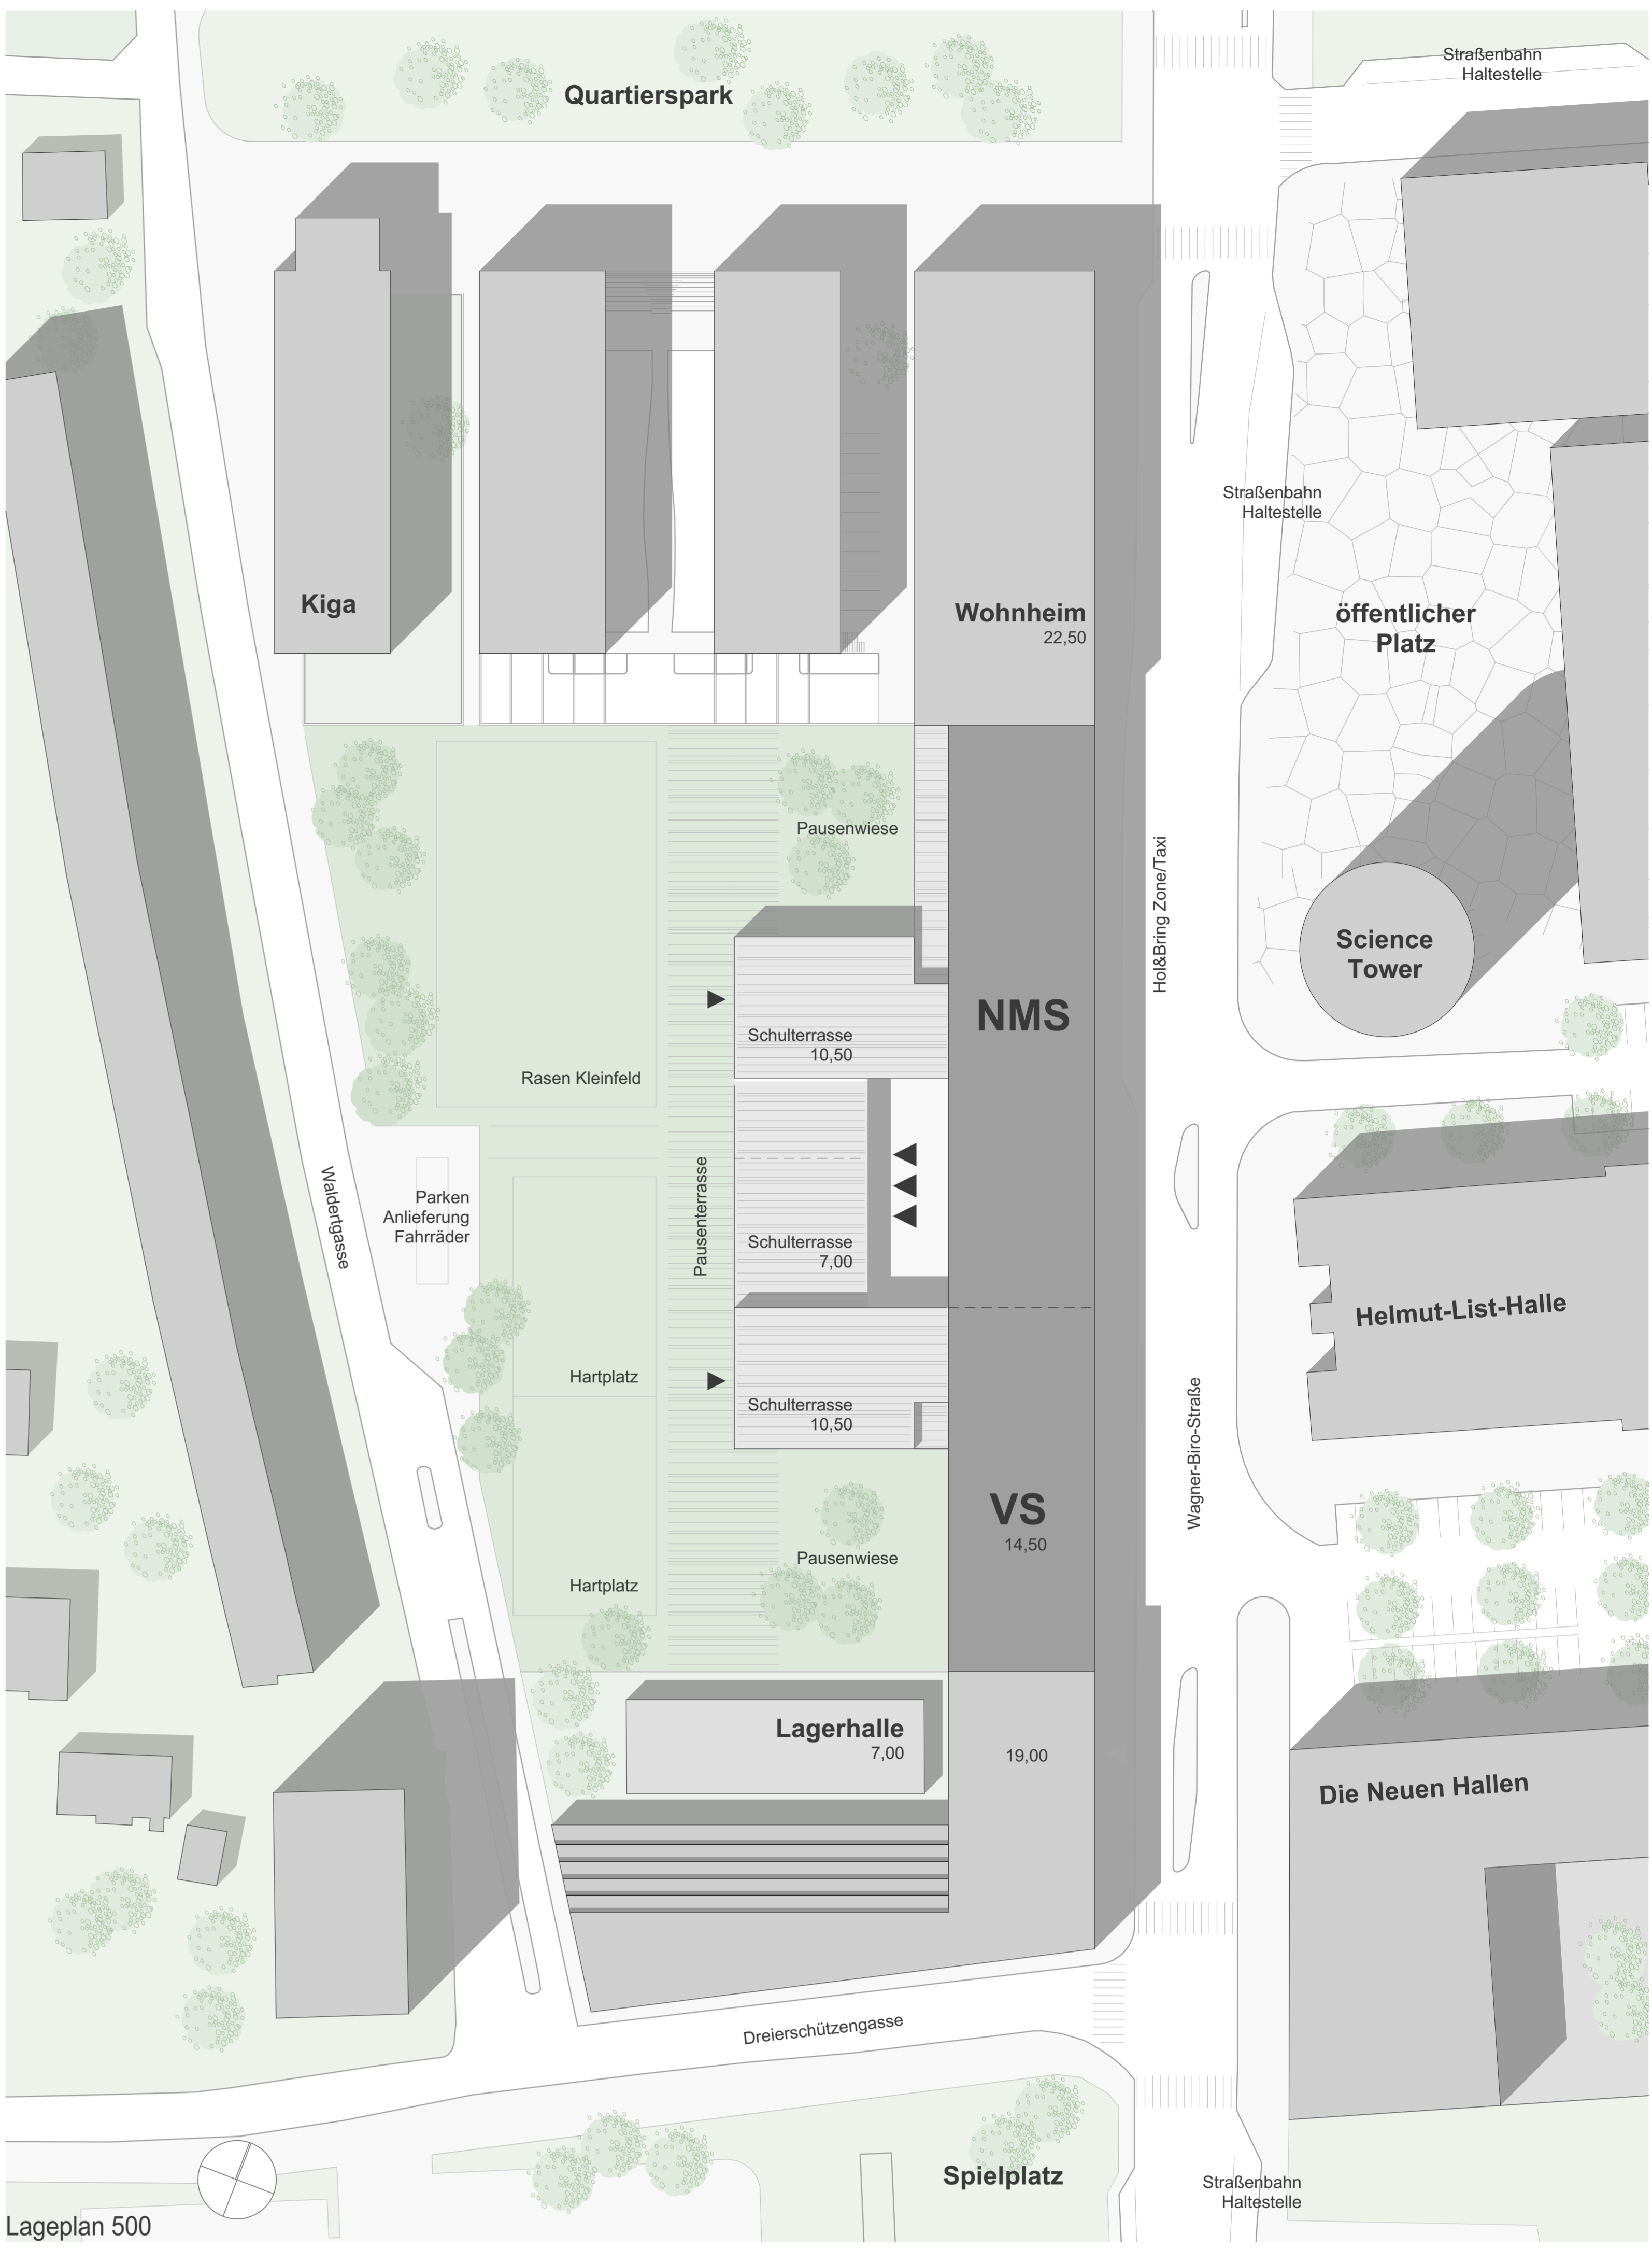 Straßenbahn
Haltestelle
Quartierspark
Straßenbahn
Haltestelle
Kiga
Wohnheim
22,50
öffentlicher
Platz
Pausenwiese
Hol&Bring Zone/Taxi
Science
Tower
NMS
Schulterrasse
10,50
Rasen Kleinfeld
Waldertgasse
Parken
Anlieferung
Fahrräder
Pausenterrasse
Schulterrasse
7,00
Helmut-List-Halle
Hartplatz
Schulterrasse
10,50
Wagner-Biro-Straße
VS
14,50
Pausenwiese
Hartplatz
Lagerhalle
7,00
19,00
Die Neuen Hallen
Dreierschützengasse
Spielplatz
Straßenbahn
Haltestelle
Lageplan 500